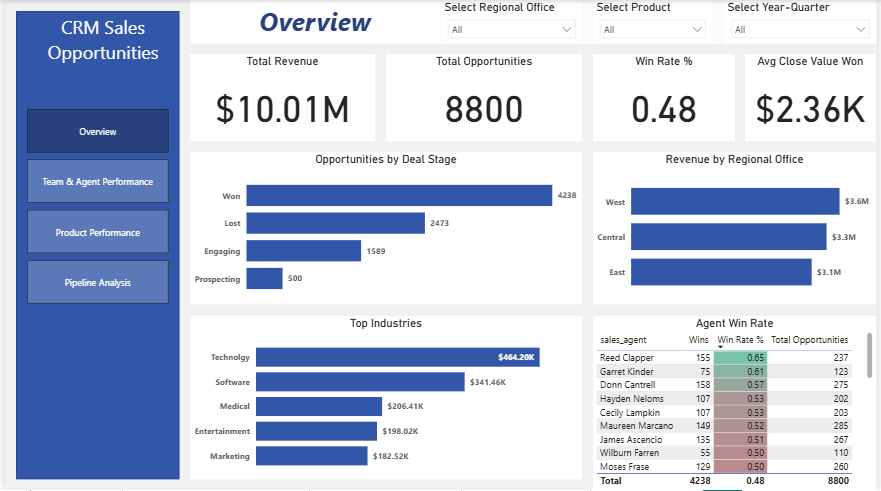 CRM Sales
Opportunities
Overview
Team & Agent Performance
Product Performance
Pipeline Analysis
Overview
Select Regional Office
All
Select Product
All
Select Year-Quarter
All
Total Revenue
$10.01M
Total Opportunities
8800
Win Rate %
0.48
Avg Close Value Won
$2.36K
Opportunities by Deal Stage
Won 4238
Lost 2473
Engaging 1589
Prospecting 500
Revenue by Regional Office
West $3.6M
Central $3.3M
East $3.1M
Top Industries
Technolgy $464.20K
Software $341.46K
Medical $206.41K
Entertainment $198.02K
Marketing $182.52K
Agent Win Rate
sales_agent Wins Win Rate % Total Opportunities
Reed Clapper 155 0.65 237
Garret Kinder 75 0.61 123
Donn Cantrell 158 0.57 275
Hayden Neloms 107 0.53 202
Cecily Lampkin 107 0.53 203
Maureen Marcano 149 0.52 285
James Ascencio 135 0.51 267
Wilburn Farren 55 0.50 110
Moses Frase 129 0.50 260
Total 4238 0.48 8800